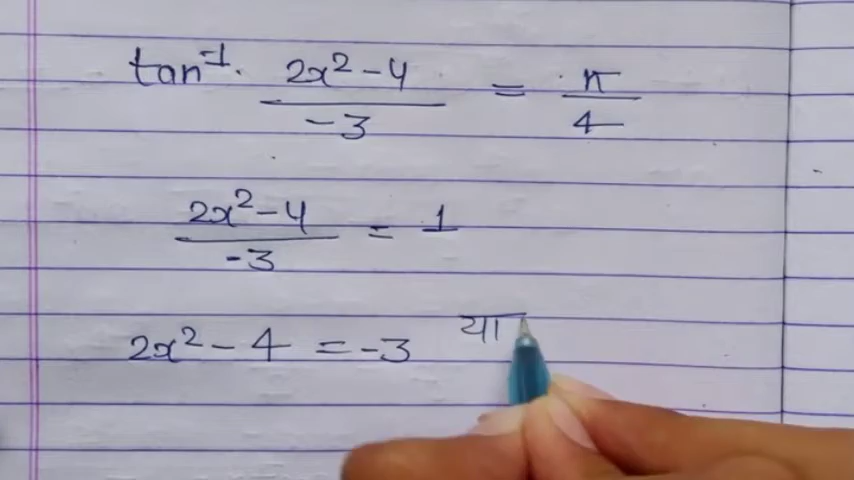 tan⁻¹. (2x² - 4)/(-3) = π/4
(2x² - 4)/(-3) = 1
2x² - 4 = -3 या